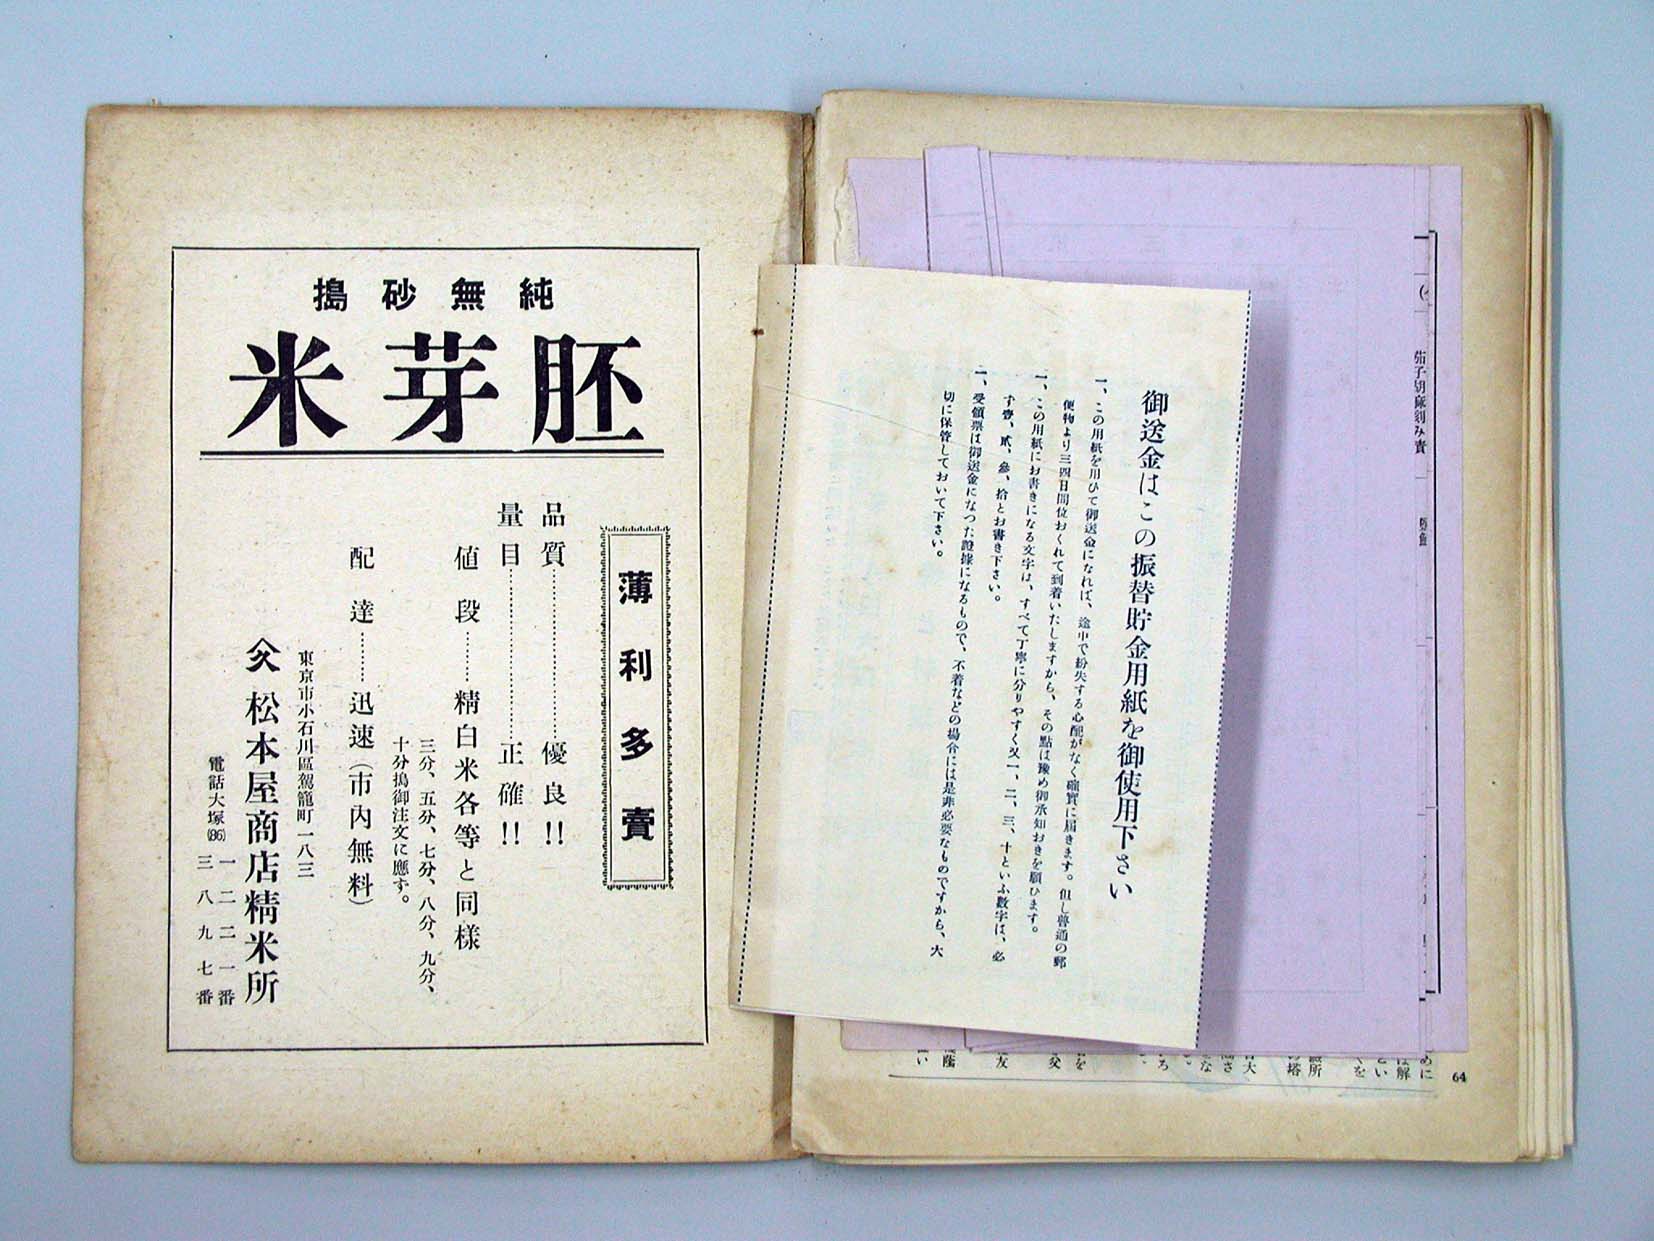 純無砂搗
胚芽米
薄利多賣
品質……優良!!
量目……正確!!
値段……精白米各等と同樣
三分、五分、七分、八分、九分、
十分搗御注文に應ず。
配達……迅速(市内無料)
東京市小石川區駕籠町一八三
松本屋商店精米所
電話大塚(86)一二二一番
三八九七番
御送金はこの振替貯金用紙を御使用下さい
一、この用紙を用ひて御送金になれば、途中で紛失する心配がなく確實に届きます。但し普通の郵
便物より三四日間位おくれて到着いたしますから、その點は豫め御承知おきを願ひます。
一、この用紙にお書きになる文字は、すべて丁寧に分りやすく又一、二、三、十といふ數字は、必
ず壹、貳、參、拾とお書き下さい。
一、受領票は御送金になつた證據になるもので、不着などの場合には是非必要なものですから、大
切に保管しておいて下さい。
茄子胡麻刻み賣
64